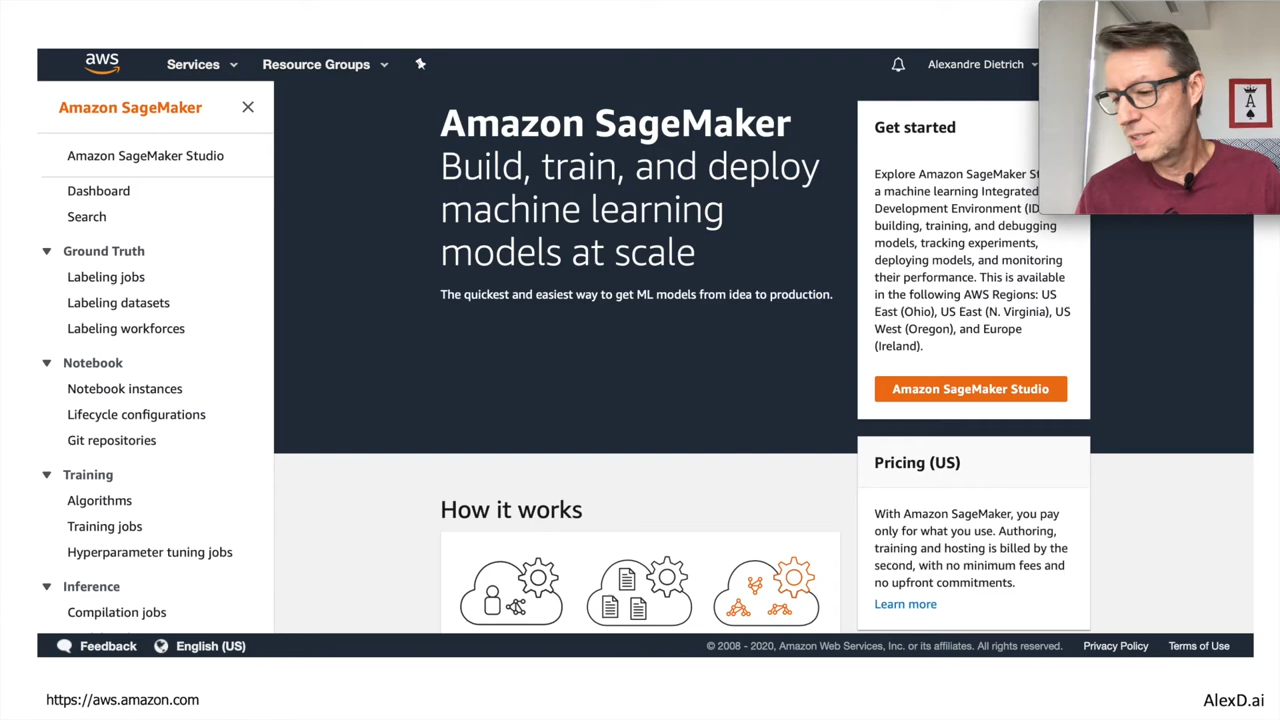 aws
Services
Resource Groups
Alexandre Dietrich
Amazon SageMaker
Amazon SageMaker Studio
Dashboard
Search
Ground Truth
Labeling jobs
Labeling datasets
Labeling workforces
Notebook
Notebook instances
Lifecycle configurations
Git repositories
Training
Algorithms
Training jobs
Hyperparameter tuning jobs
Inference
Compilation jobs
Amazon SageMaker
Build, train, and deploy
machine learning
models at scale
The quickest and easiest way to get ML models from idea to production.
How it works
Get started
Explore Amazon SageMaker
a machine learning Integrated
Development Environment
building, training, and debugging
models, tracking experiments,
deploying models, and monitoring
their performance. This is available
in the following AWS Regions: US
East (Ohio), US East (N. Virginia), US
West (Oregon), and Europe
(Ireland).
Amazon SageMaker Studio
Pricing (US)
With Amazon SageMaker, you pay
only for what you use. Authoring,
training and hosting is billed by the
second, with no minimum fees and
no upfront commitments.
Learn more
A
Feedback
English (US)
© 2008 - 2020, Amazon Web Services, Inc. or its affiliates. All rights reserved.
Privacy Policy
Terms of Use
https://aws.amazon.com
AlexD.ai